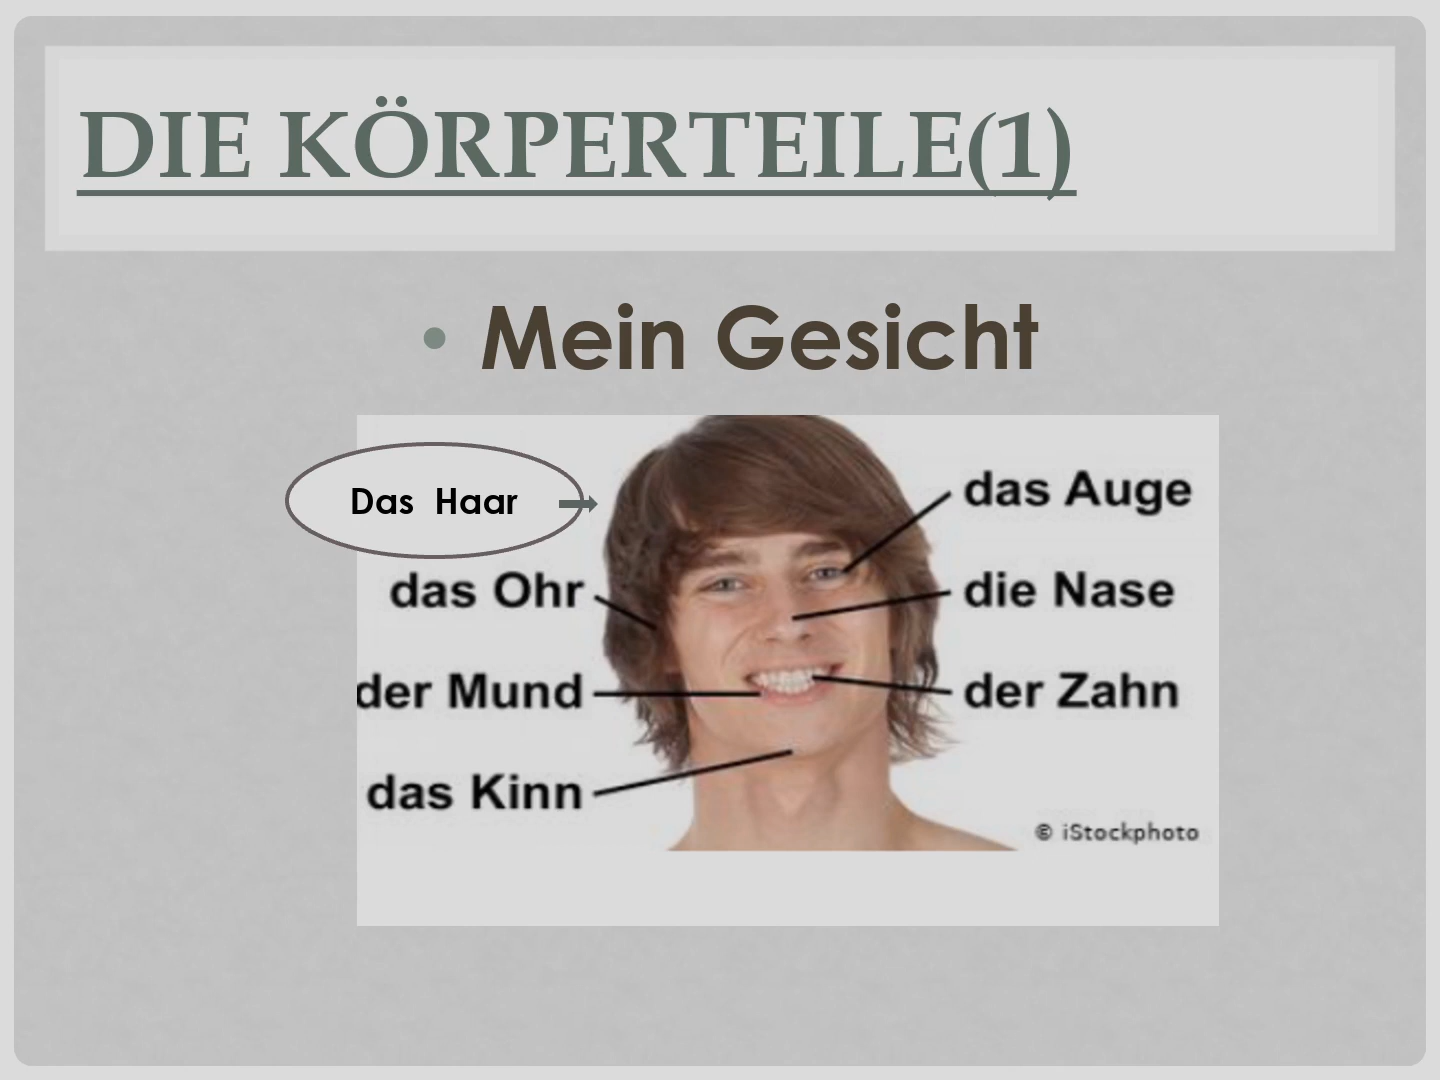 DIE KÖRPERTEILE(1)
• Mein Gesicht
Das Haar
das Auge
das Ohr
die Nase
der Mund
der Zahn
das Kinn
© iStockphoto